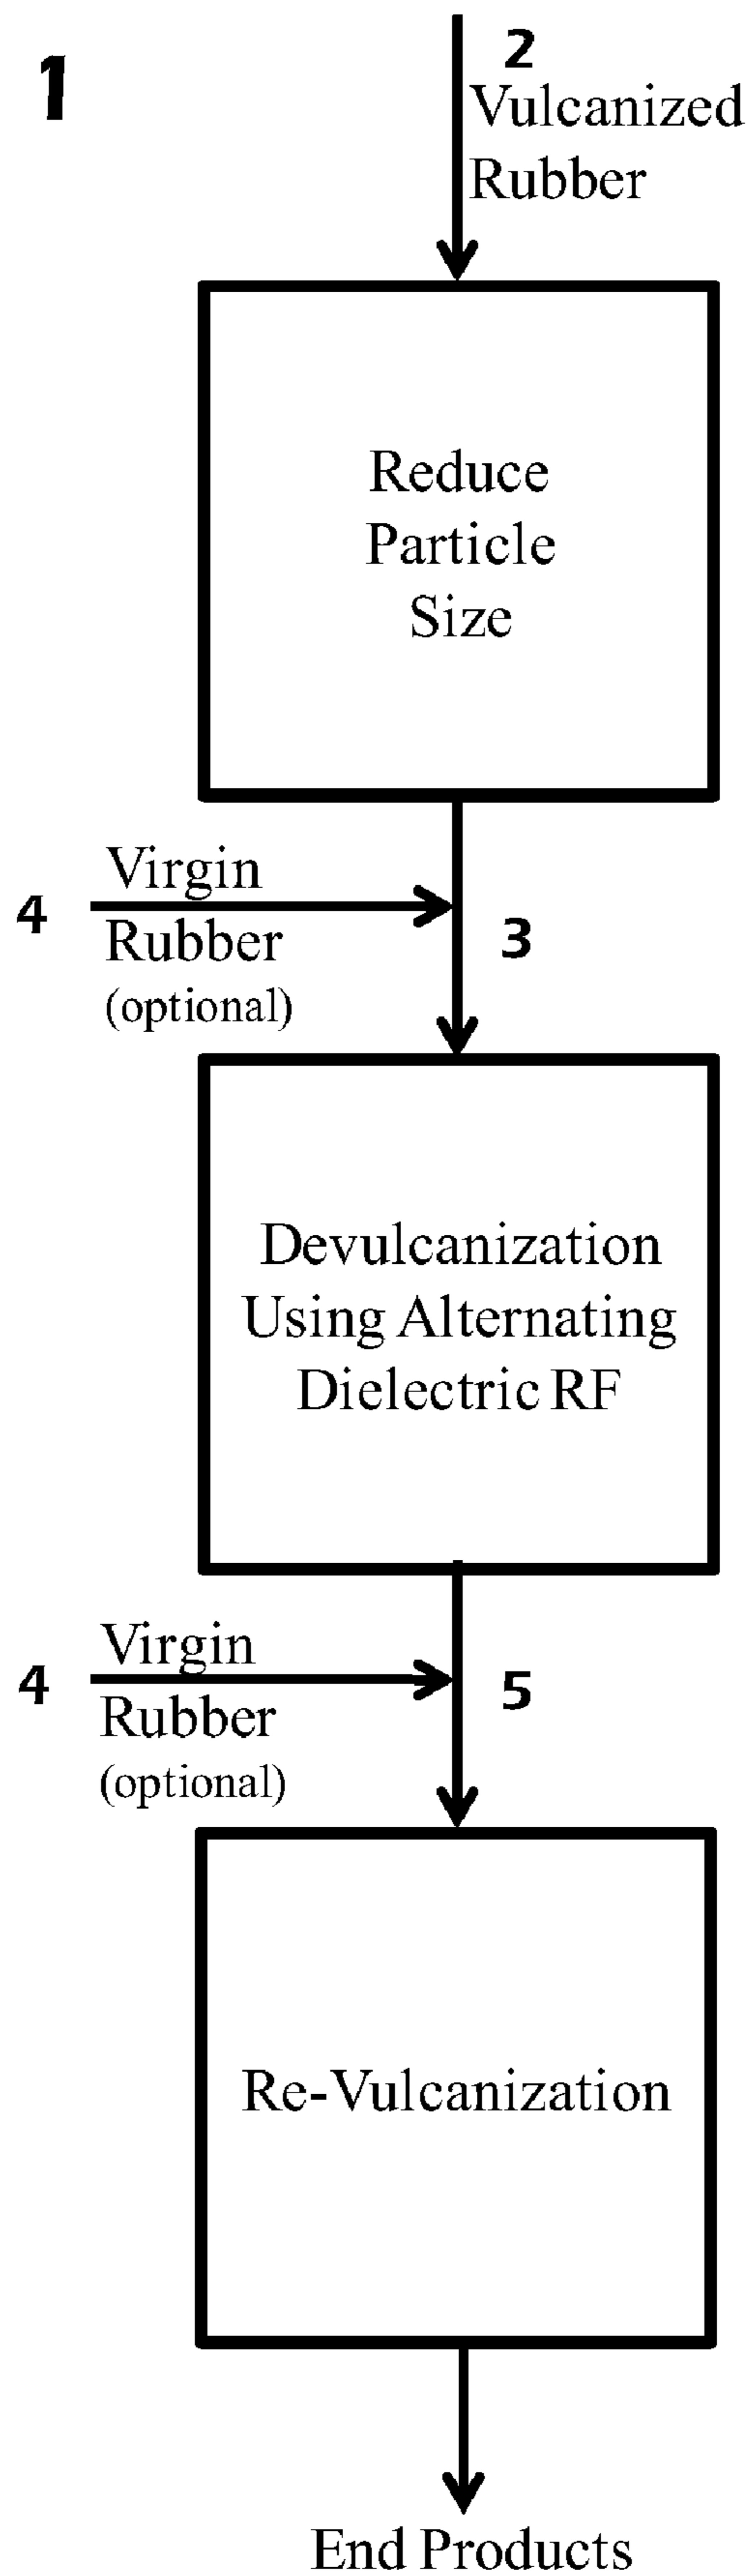 1
2
Vulcanized
Rubber
Reduce
Particle
Size
Virgin
4
Rubber
3
(optional)
Devulcanization
Using Alternating
Dielectric RF
Virgin
4
5
Rubber
(optional)
Re-Vulcanization
End Products